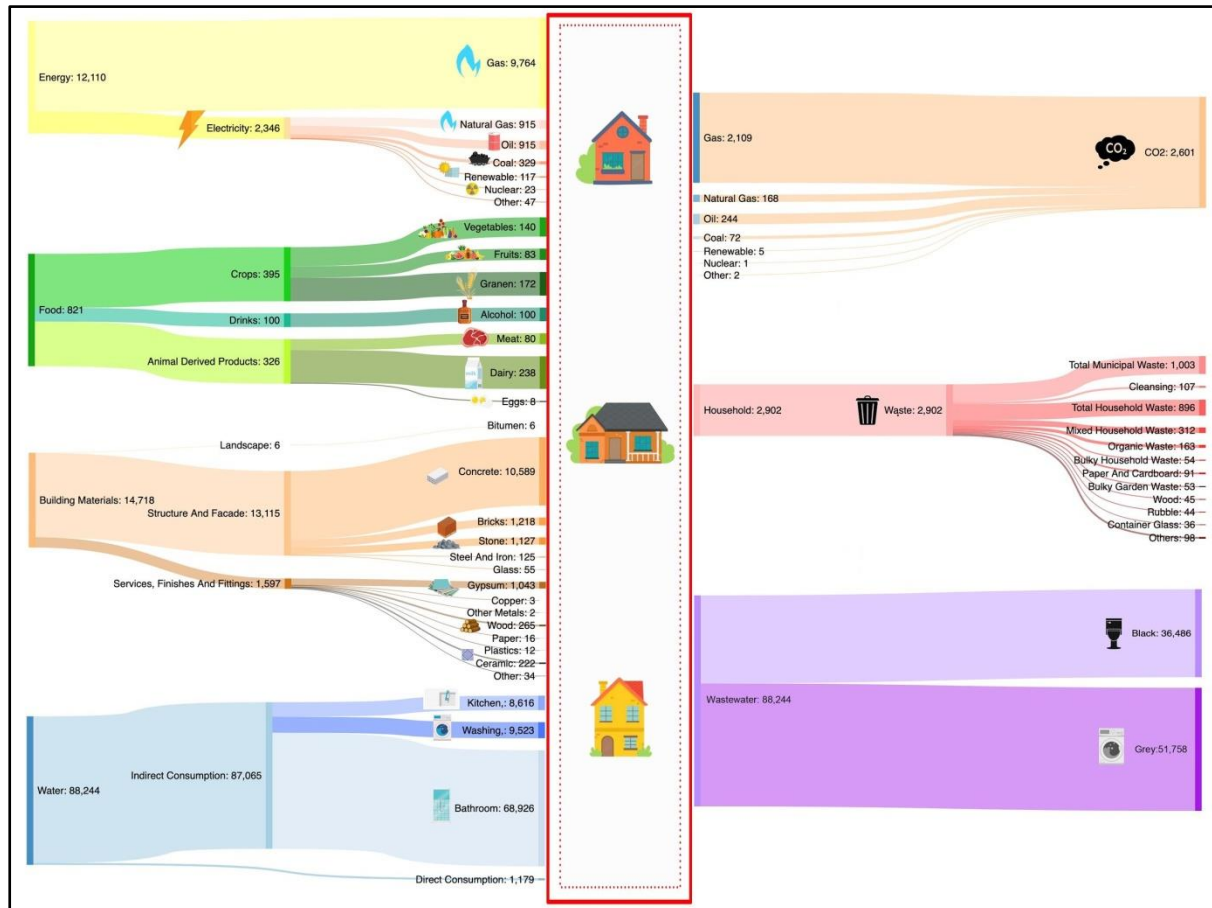 Energy: 12,110
Gas: 9,764
Electricity: 2,346
Natural Gas: 915
Oil: 915
Coal: 329
Renewable: 117
Nuclear: 23
Other: 47
Food: 821
Crops: 395
Vegetables: 140
Fruits: 83
Granen: 172
Drinks: 100
Alcohol: 100
Animal Derived Products: 326
Meat: 80
Dairy: 238
Eggs: 8
Building Materials: 14,718
Landscape: 6
Bitumen: 6
Structure And Facade: 13,115
Concrete: 10,589
Bricks: 1,218
Stone: 1,127
Steel And Iron: 125
Glass: 55
Services, Finishes And Fittings: 1,597
Gypsum: 1,043
Copper: 3
Other Metals: 2
Wood: 265
Paper: 16
Plastics: 12
Ceramic: 222
Other: 34
Water: 88,244
Indirect Consumption: 87,065
Kitchen,: 8,616
Washing,: 9,523
Bathroom: 68,926
Direct Consumption: 1,179
Gas: 2,109
CO₂
CO2: 2,601
Natural Gas: 168
Oil: 244
Coal: 72
Renewable: 5
Nuclear: 1
Other: 2
Household: 2,902
Waste: 2,902
Total Municipal Waste: 1,003
Cleansing: 107
Total Household Waste: 896
Mixed Household Waste: 312
Organic Waste: 163
Bulky Household Waste: 54
Paper And Cardboard: 91
Bulky Garden Waste: 53
Wood: 45
Rubble: 44
Container Glass: 36
Others: 98
Wastewater: 88,244
Black: 36,486
Grey:51,758